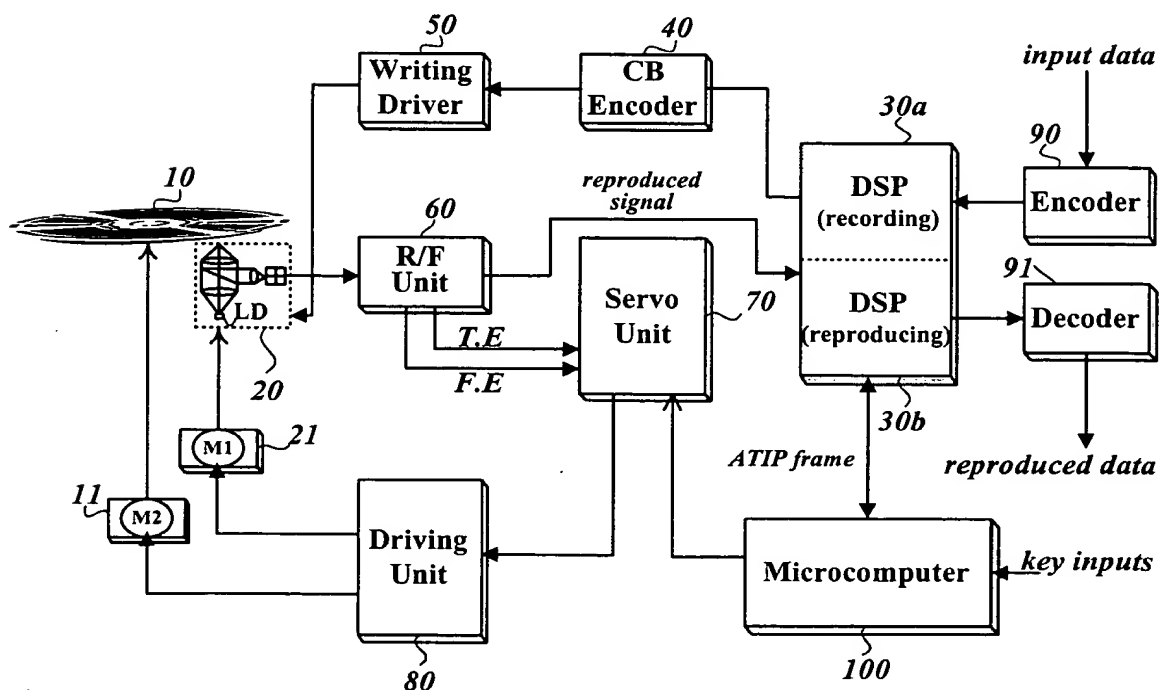 50
40
input data
Writing
Driver
CB
Encoder
30a
90
10
reproduced
signal
DSP
(recording)
Encoder
60
R/F
Unit
91
Servo
Unit
70
DSP
(reproducing)
Decoder
LD
T.E
F.E
20
30b
21
M1
ATIP frame
reproduced data
11
M2
Driving
Unit
Microcomputer
key inputs
80
100